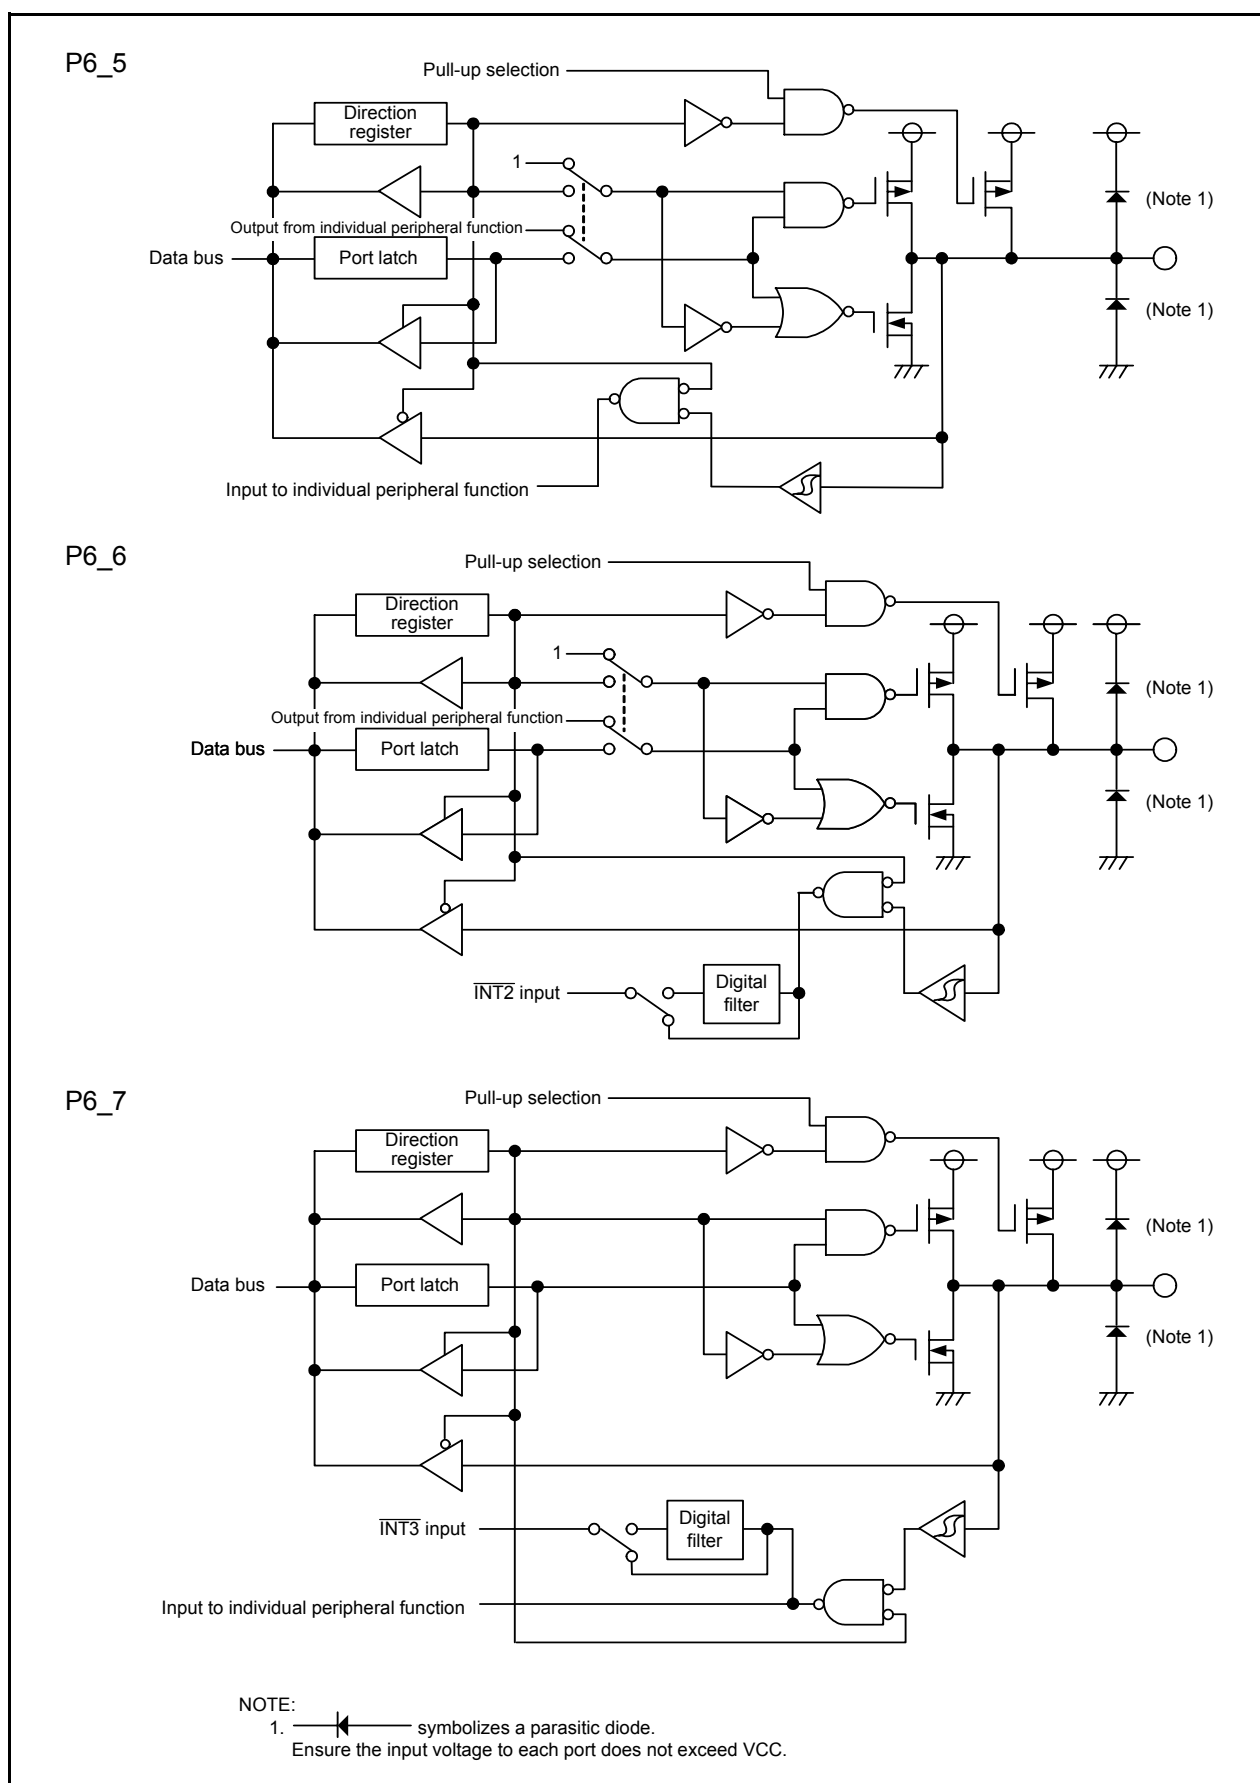 P6_5
Pull-up selection
Direction
register
1
Output from individual peripheral function
Data bus
Port latch
(Note 1)
(Note 1)
Input to individual peripheral function
P6_6
Pull-up selection
Direction
register
1
Output from individual peripheral function
Data bus
Port latch
(Note 1)
(Note 1)
INT2 input
Digital
filter
P6_7
Pull-up selection
Direction
register
Data bus
Port latch
(Note 1)
(Note 1)
INT3 input
Digital
filter
Input to individual peripheral function
NOTE:
1. symbolizes a parasitic diode.
Ensure the input voltage to each port does not exceed VCC.